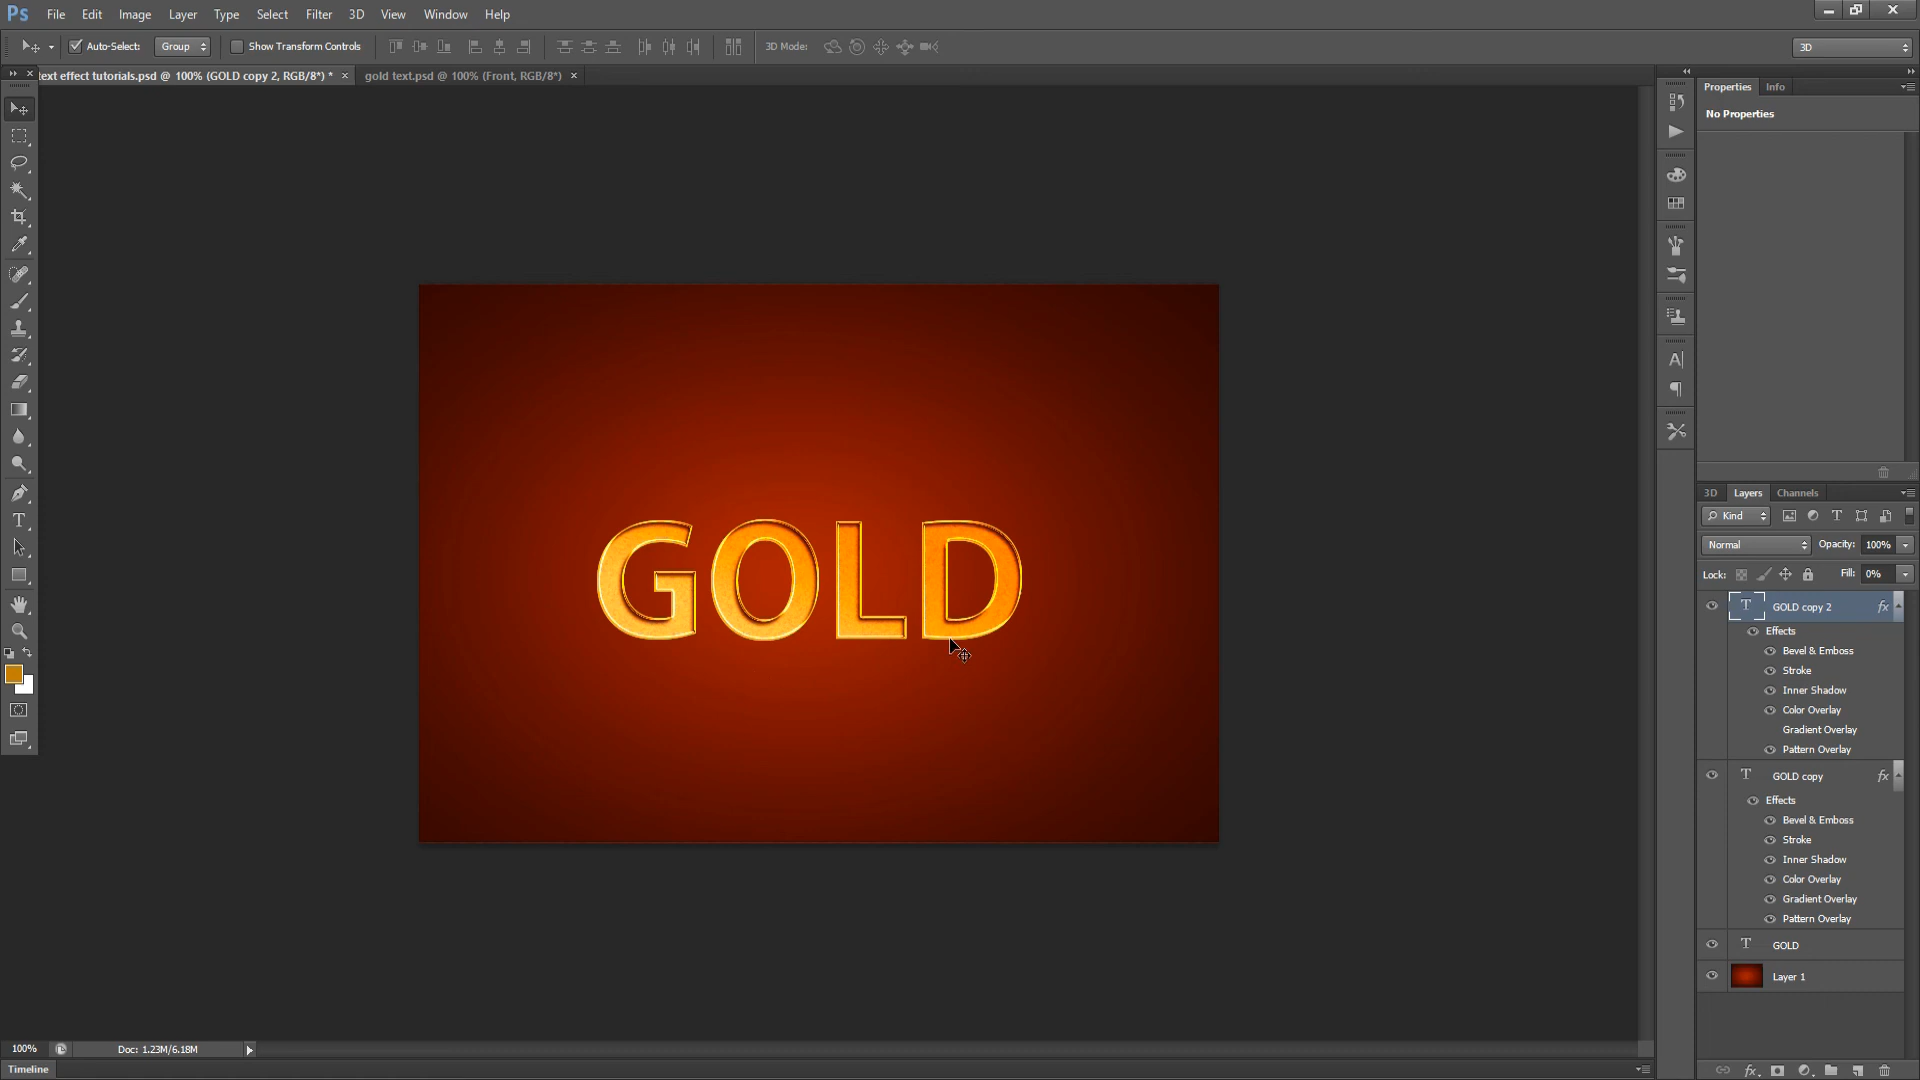 Ps File Edit Image Layer Type Select Filter 3D View Window Help
Auto-Select: Group Show Transform Controls 3D Mode: 3D
text effect tutorials.psd @ 100% (GOLD copy 2, RGB/8*) * × gold text.psd @ 100% (Front, RGB/8*) ×
Properties Info
No Properties
GOLD
3D Layers Channels
Kind
Normal Opacity: 100%
Lock: Fill: 0%
T GOLD copy 2 fx
Effects
Bevel & Emboss
Stroke
Inner Shadow
Color Overlay
Gradient Overlay
Pattern Overlay
T GOLD copy fx
Effects
Bevel & Emboss
Stroke
Inner Shadow
Color Overlay
Gradient Overlay
Pattern Overlay
T GOLD
Layer 1
100% Doc: 1.23M/6.18M
Timeline